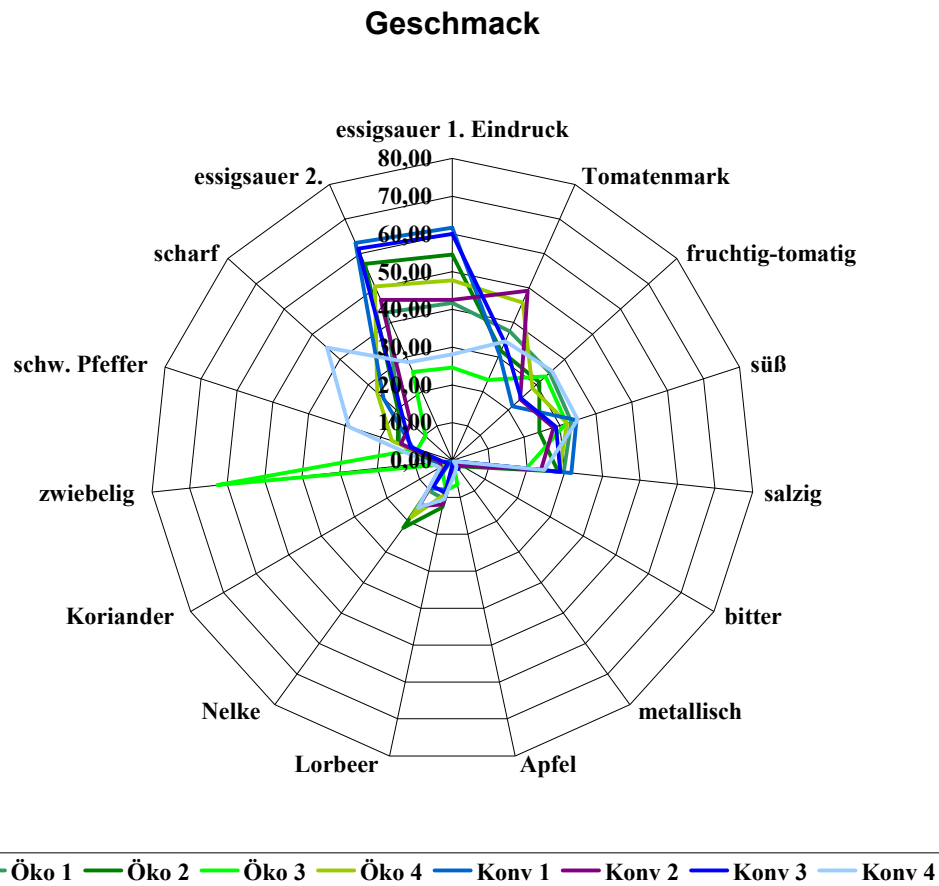 Geschmack
essigsauer 1. Eindruck
80,00
70,00
60,00
50,00
40,00
30,00
20,00
10,00
0,00
Tomatenmark
fruchtig-tomatig
süß
salzig
bitter
metallisch
Apfel
Lorbeer
Nelke
Koriander
zwiebelig
schw. Pfeffer
scharf
essigsauer 2.
Öko 1 Öko 2 Öko 3 Öko 4 Konv 1 Konv 2 Konv 3 Konv 4